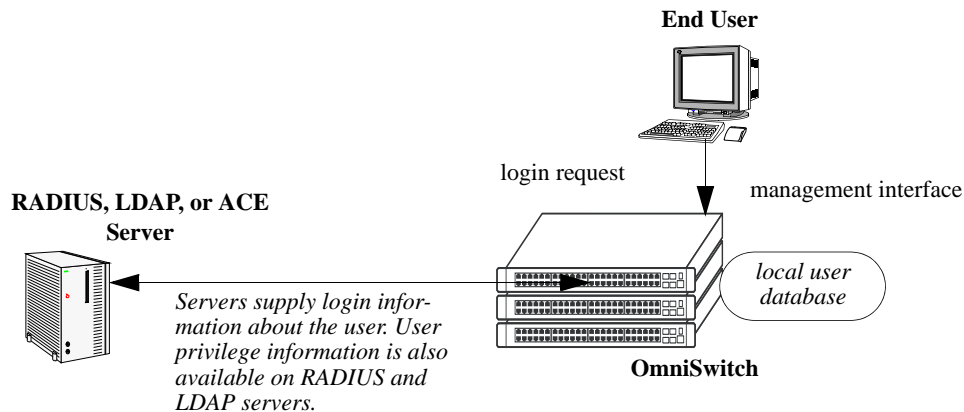 End User
login request
management interface
RADIUS, LDAP, or ACE
Server
local user
database
Servers supply login infor-
mation about the user. User
privilege information is also
available on RADIUS and
LDAP servers.
OmniSwitch